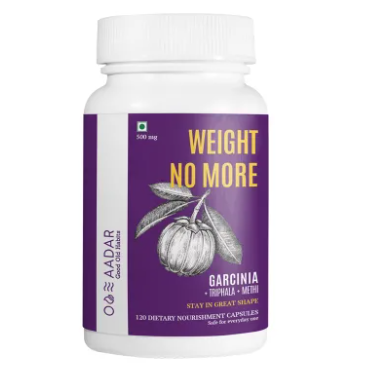 500 mg
WEIGHT
NO MORE
AADAR
Good Old Habits
GARCINIA
+ TRIPHALA + METHI
STAY IN GREAT SHAPE
120 DIETARY NOURISHMENT CAPSULES
Safe for everyday use